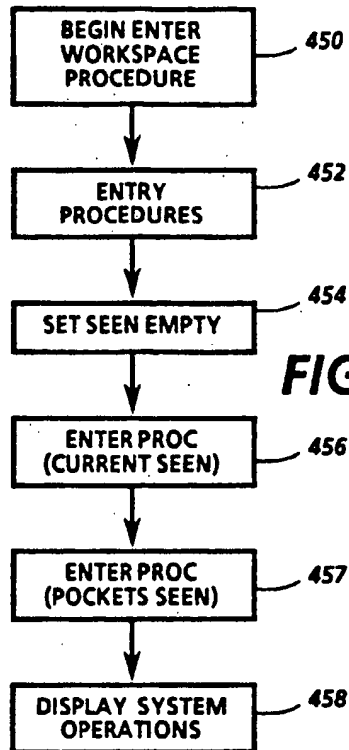 BEGIN ENTER
WORKSPACE
PROCEDURE
450
ENTRY
PROCEDURES
452
SET SEEN EMPTY
454
FIG
ENTER PROC
(CURRENT SEEN)
456
ENTER PROC
(POCKETS SEEN)
457
DISPLAY SYSTEM
OPERATIONS
458